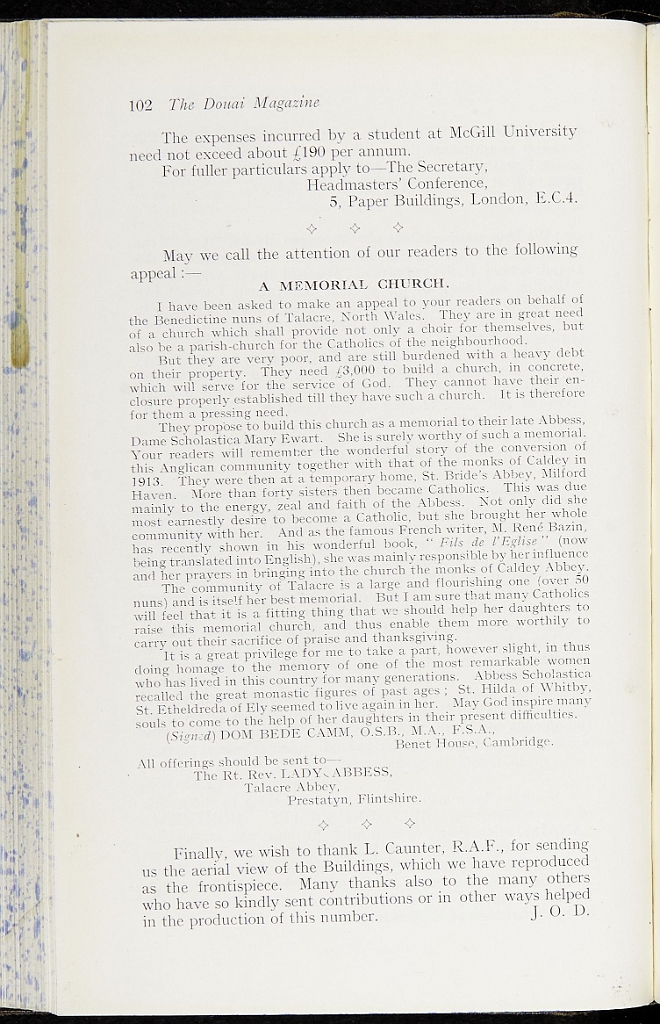 102 The Douai Magazine
The expenses incurred by a student at McGill University
need not exceed about £190 per annum.
For fuller particulars apply to—The Secretary,
Headmasters' Conference,
5, Paper Buildings, London, E.C.4.
May we call the attention of our readers to the following
appeal :—
A MEMORIAL CHURCH.
I have been asked to make an appeal to your readers on behalf of
the Benedictine nuns of Talacre, North Wales. They are in great need
of a church which shall provide not only a choir for themselves, but
also be a parish-church for the Catholics of the neighbourhood.
But they are very poor, and are still burdened with a heavy debt
on their property. They need £3,000 to build a church, in concrete,
which will serve for the service of God. They cannot have their en-
closure properly established till they have such a church. It is therefore
for them a pressing need.
They propose to build this church as a memorial to their late Abbess,
Dame Scholastica Mary Ewart. She is surely worthy of such a memorial.
Your readers will remember the wonderful story of the conversion of
this Anglican community together with that of the monks of Caldey in
1913. They were then at a temporary home, St. Bride's Abbey, Milford
Haven. More than forty sisters then became Catholics. This was due
mainly to the energy, zeal and faith of the Abbess. Not only did she
most earnestly desire to become a Catholic, but she brought her whole
community with her. And as the famous French writer, M. René Bazin,
has recently shown in his wonderful book, " Fils de l'Eglise " (now
being translated into English), she was mainly responsible by her influence
and her prayers in bringing into the church the monks of Caldey Abbey.
The community of Talacre is a large and flourishing one (over 50
nuns) and is itself her best memorial. But I am sure that many Catholics
will feel that it is a fitting thing that we should help her daughters to
raise this memorial church, and thus enable them more worthily to
carry out their sacrifice of praise and thanksgiving.
It is a great privilege for me to take a part, however slight, in thus
doing homage to the memory of one of the most remarkable women
who has lived in this country for many generations. Abbess Scholastica
recalled the great monastic figures of past ages ; St. Hilda of Whitby,
St. Etheldreda of Ely seemed to live again in her. May God inspire many
souls to come to the help of her daughters in their present difficulties.
(Signed) DOM BEDE CAMM, O.S.B., M.A., F.S.A.,
Benet House, Cambridge.
All offerings should be sent to—
The Rt. Rev. LADY ABBESS,
Talacre Abbey,
Prestatyn, Flintshire.
Finally, we wish to thank L. Caunter, R.A.F., for sending
us the aerial view of the Buildings, which we have reproduced
as the frontispiece. Many thanks also to the many others
who have so kindly sent contributions or in other ways helped
in the production of this number. J. O. D.